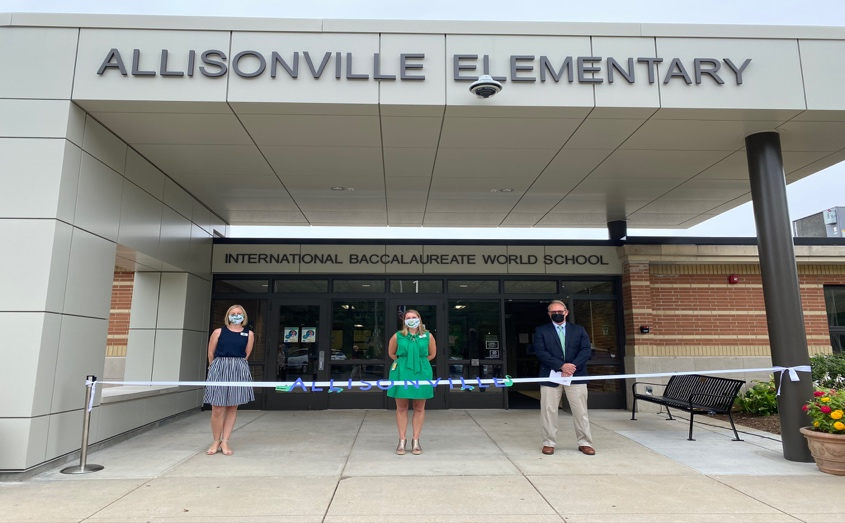 ALLISONVILLE ELEMENTARY
INTERNATIONAL BACCALAUREATE WORLD SCHOOL
1
ALLISONVILLE